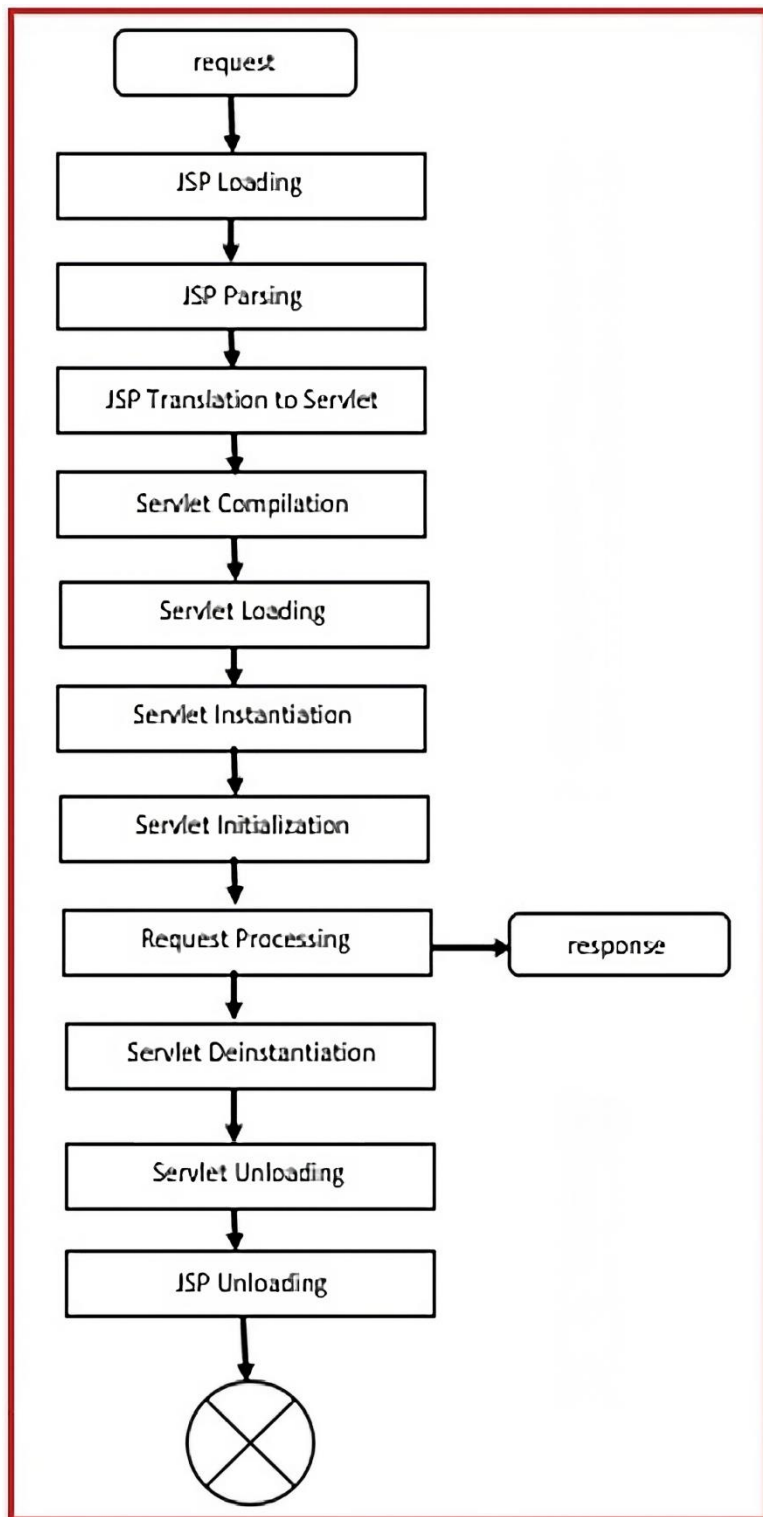 request
JSP Loading
JSP Parsing
JSP Translation to Servlet
Servlet Compilation
Servlet Loading
Servlet Instantiation
Servlet Initialization
Request Processing
response
Servlet Deinstantiation
Servlet Unloading
JSP Unloading